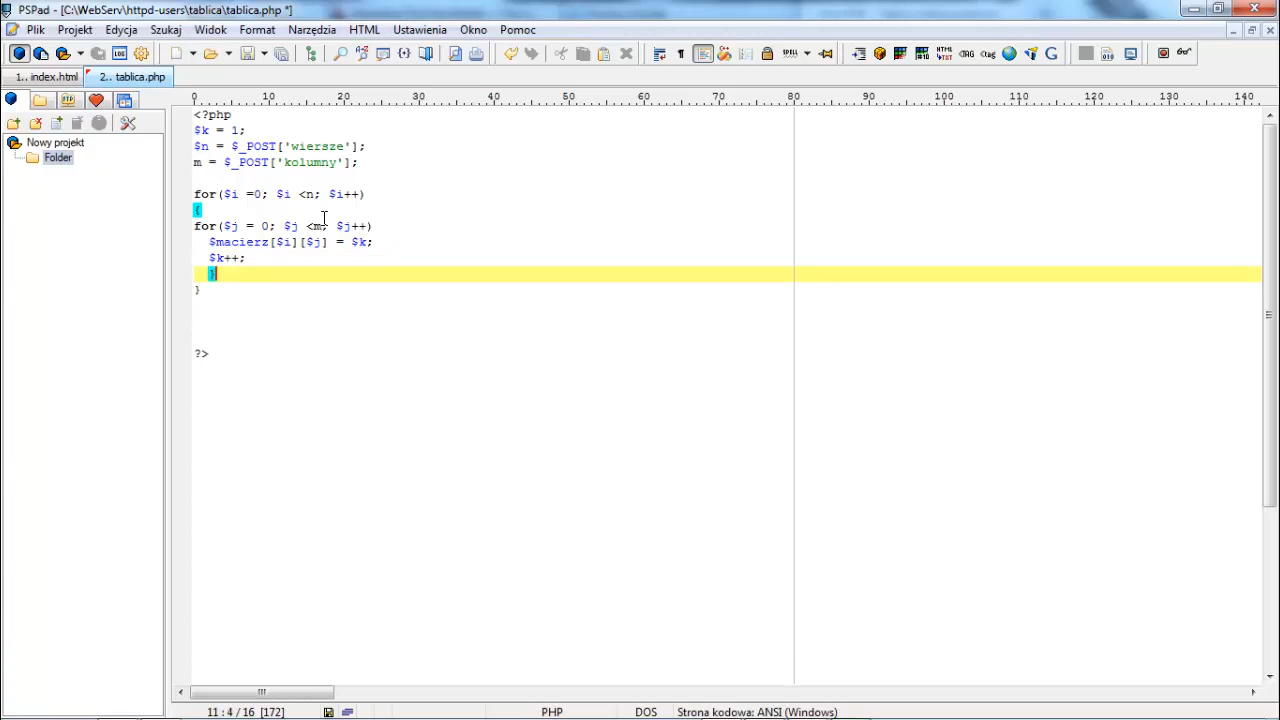 PSPad - [C:\WebServ\httpd-users\tablica\tablica.php *]
Plik Projekt Edycja Szukaj Widok Format Narzędzia HTML Ustawienia Okno Pomoc
1.. index.html 2.. tablica.php
0 10 20 30 40 50 60 70 80 90 100 110 120 130 140
Nowy projekt
Folder
<?php
$k = 1;
$n = $_POST['wiersze'];
m = $_POST['kolumny'];
for($i =0; $i <n; $i++)
{
for($j = 0; $j <m; $j++)
$macierz[$i][$j] = $k;
$k++;
}
}
?>
11 : 4 / 16 [172] PHP DOS Strona kodowa: ANSI (Windows)